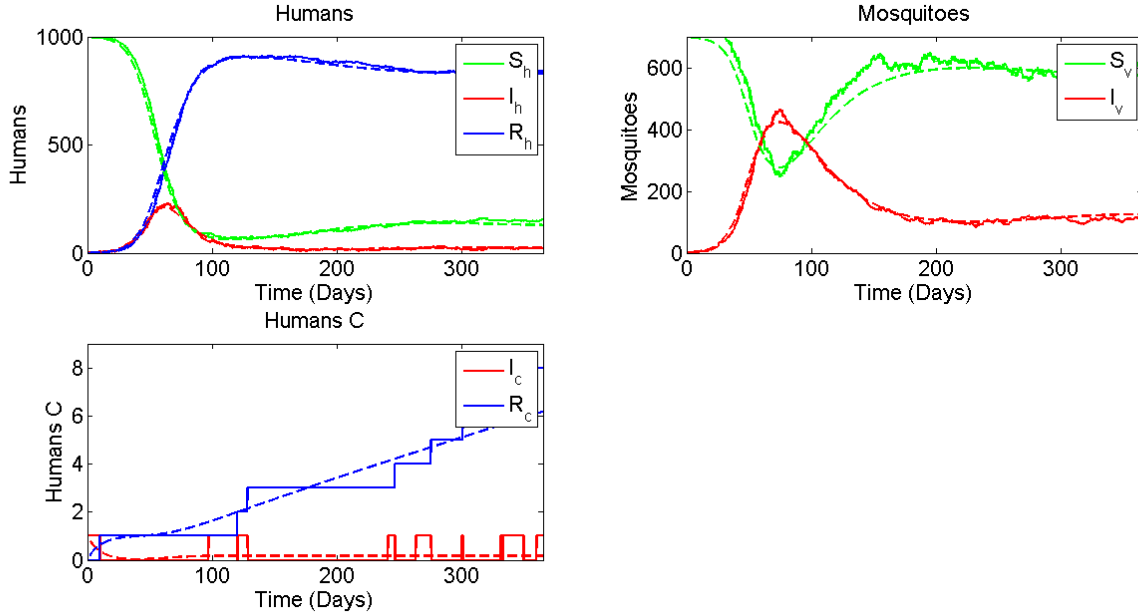 Humans
1000
500
0
Humans
0
100
200
300
Time (Days)
S_h
I_h
R_h
Mosquitoes
600
400
200
0
Mosquitoes
0
100
200
300
Time (Days)
S_v
I_v
Humans C
8
6
4
2
0
Humans C
0
100
200
300
Time (Days)
I_c
R_c